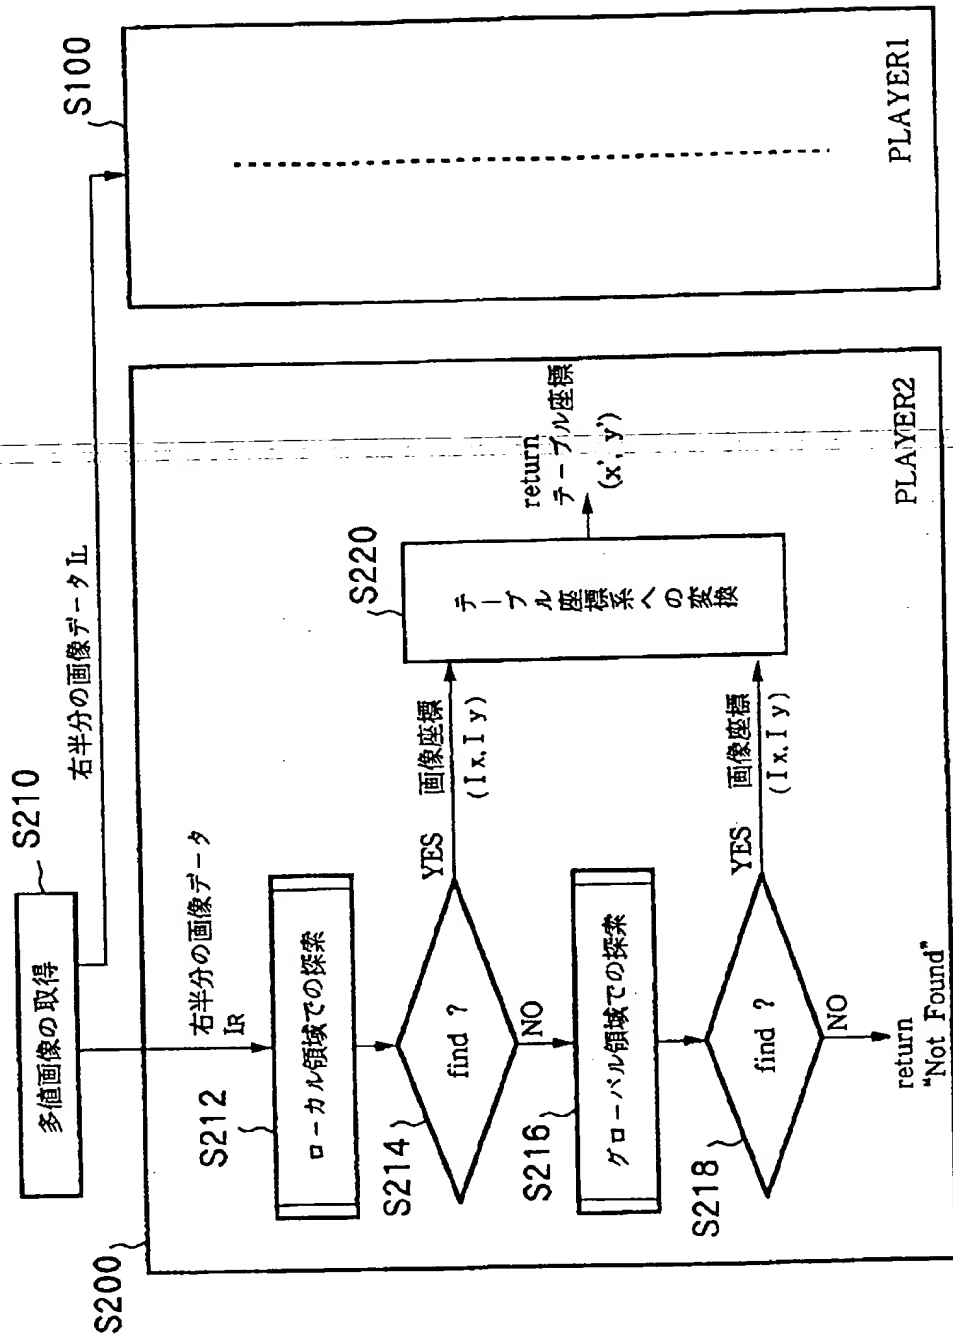 S210
多値画像の取得
右半分の画像データIL
S100
PLAYER1
S200
右半分の画像データ
IR
S212
ローカル領域での探索
S214
find ?
YES
画像座標
(Ix, Iy)
NO
S216
グローバル領域での探索
S218
find ?
YES
画像座標
(Ix, Iy)
NO
return
"Not Found"
S220
テーブル座標系への変換
return
テーブル座標
(x', y')
PLAYER2